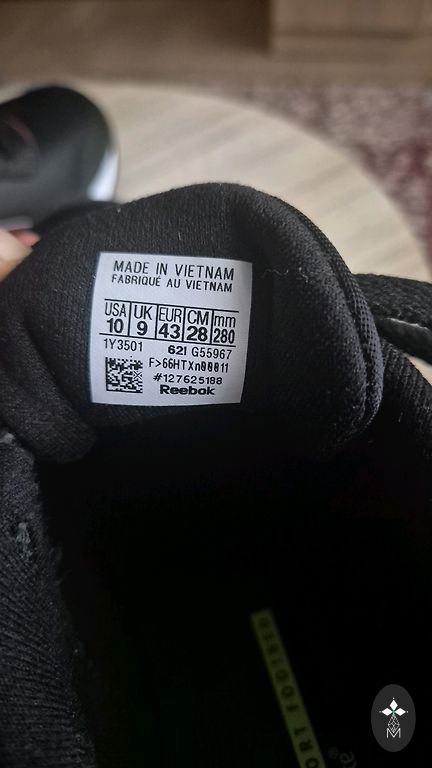 MADE IN VIETNAM
FABRIQUÉ AU VIETNAM
USA UK EUR CM mm
10 9 43 28 280
1Y3501 62I G55967
F>66HTXn00011
#127625188
Reebok
M